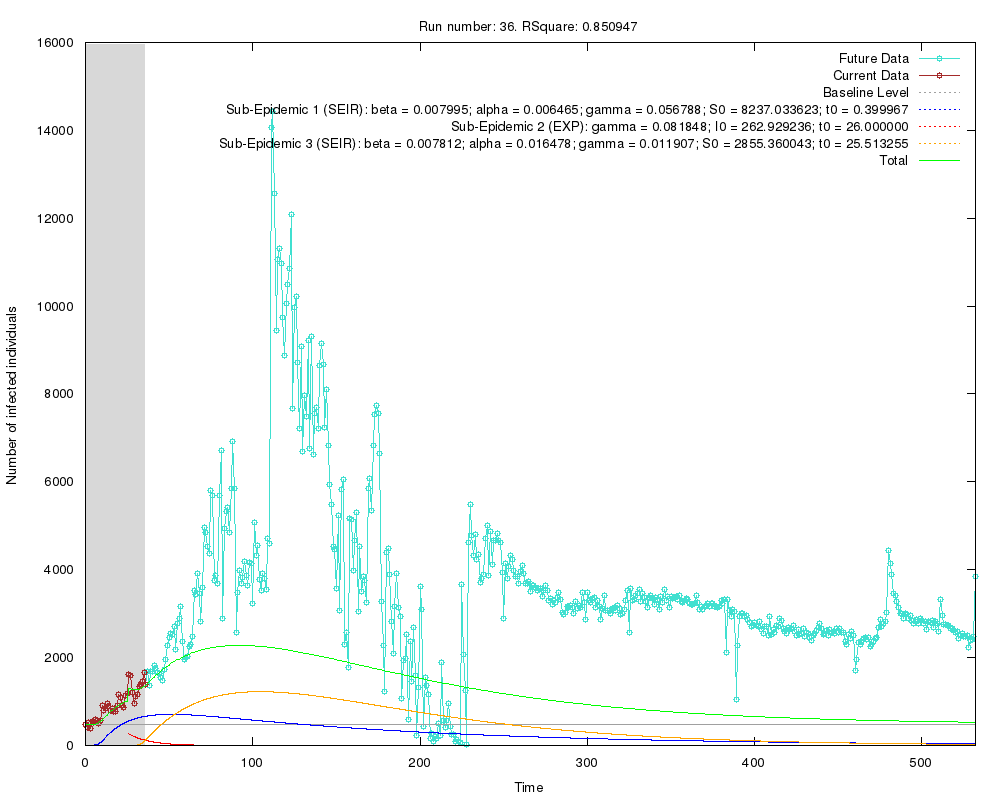 Run number: 36. RSquare: 0.850947
16000
14000
12000
10000
8000
6000
4000
2000
0
Number of infected individuals
Future Data
Current Data
Baseline Level
Sub-Epidemic 1 (SEIR): beta = 0.007995; alpha = 0.006465; gamma = 0.056788; S0 = 8237.033623; t0 = 0.399967
Sub-Epidemic 2 (EXP): gamma = 0.081848; I0 = 262.929236; t0 = 26.000000
Sub-Epidemic 3 (SEIR): beta = 0.007812; alpha = 0.016478; gamma = 0.011907; S0 = 2855.360043; t0 = 25.513255
Total
0 100 200 300 400 500
Time